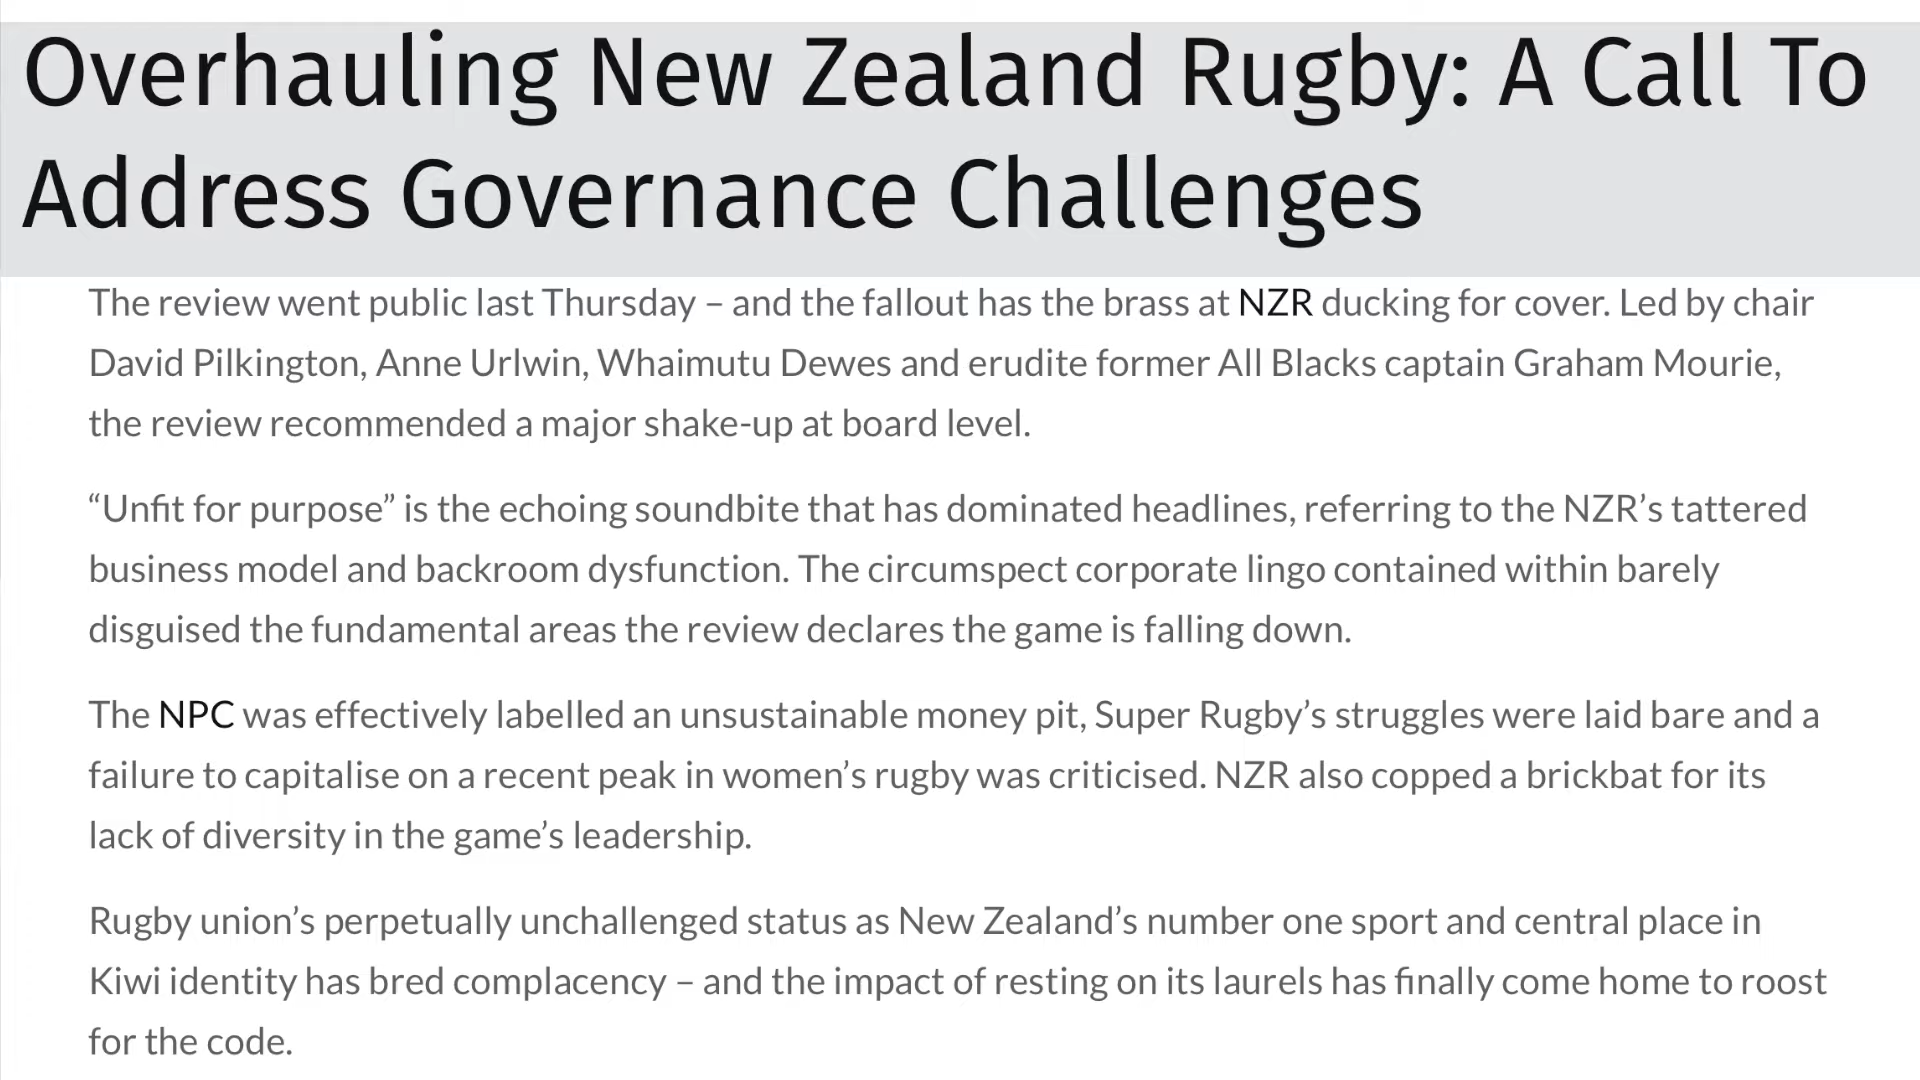 Overhauling New Zealand Rugby: A Call To
Address Governance Challenges
The review went public last Thursday – and the fallout has the brass at NZR ducking for cover. Led by chair
David Pilkington, Anne Urlwin, Whaimutu Dewes and erudite former All Blacks captain Graham Mourie,
the review recommended a major shake-up at board level.
“Unfit for purpose” is the echoing soundbite that has dominated headlines, referring to the NZR’s tattered
business model and backroom dysfunction. The circumspect corporate lingo contained within barely
disguised the fundamental areas the review declares the game is falling down.
The NPC was effectively labelled an unsustainable money pit, Super Rugby’s struggles were laid bare and a
failure to capitalise on a recent peak in women’s rugby was criticised. NZR also copped a brickbat for its
lack of diversity in the game’s leadership.
Rugby union’s perpetually unchallenged status as New Zealand’s number one sport and central place in
Kiwi identity has bred complacency – and the impact of resting on its laurels has finally come home to roost
for the code.